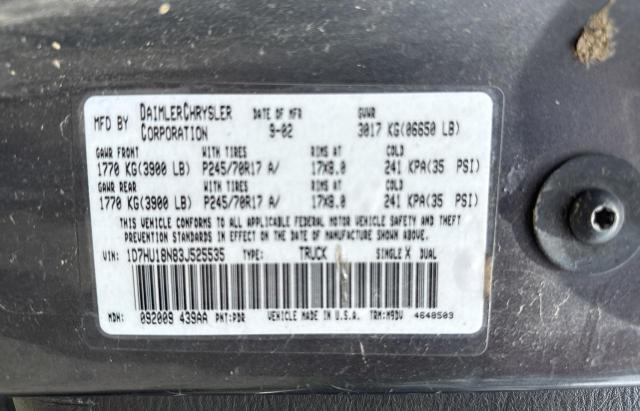 MFD BY DAIMLERCHRYSLER CORPORATION DATE OF MFR 9-02 GVWR 3017 KG(06650 LB)
GAWR FRONT WITH TIRES RIMS AT COLD
1770 KG(3900 LB) P245/70R17 A/ 17X8.0 241 KPA(35 PSI)
GAWR REAR WITH TIRES RIMS AT COLD
1770 KG(3900 LB) P245/70R17 A/ 17X8.0 241 KPA(35 PSI)
THIS VEHICLE CONFORMS TO ALL APPLICABLE FEDERAL MOTOR VEHICLE SAFETY AND THEFT
PREVENTION STANDARDS IN EFFECT ON THE DATE OF MANUFACTURE SHOWN ABOVE.
VIN: 1D7HU18N83J525535 TYPE: TRUCK SINGLE X DUAL
MDH: 092009 439AA PNT:PDR VEHICLE MADE IN U.S.A. TRM:M9DV 4648503